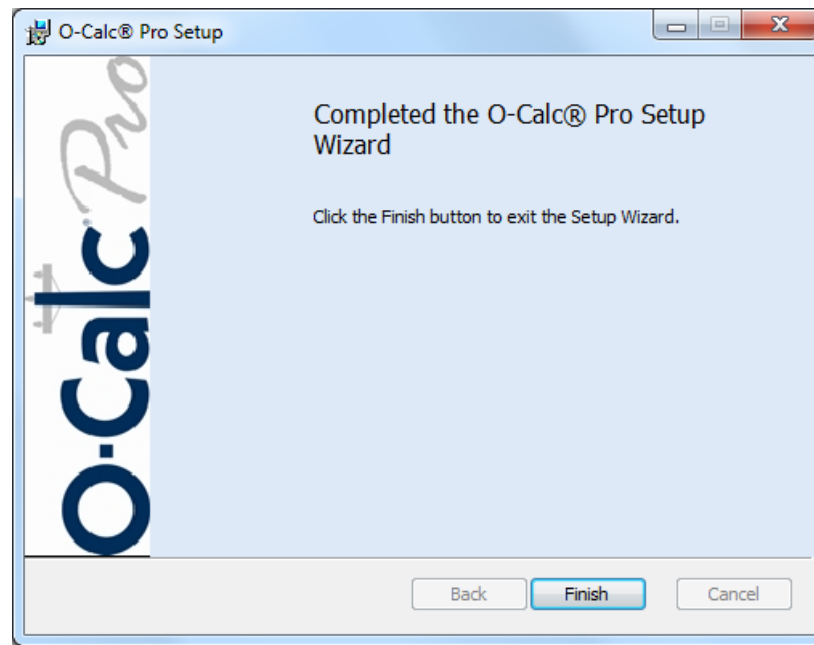 O-Calc® Pro Setup
O-Calc® Pro
Completed the O-Calc® Pro Setup
Wizard
Click the Finish button to exit the Setup Wizard.
Back
Finish
Cancel